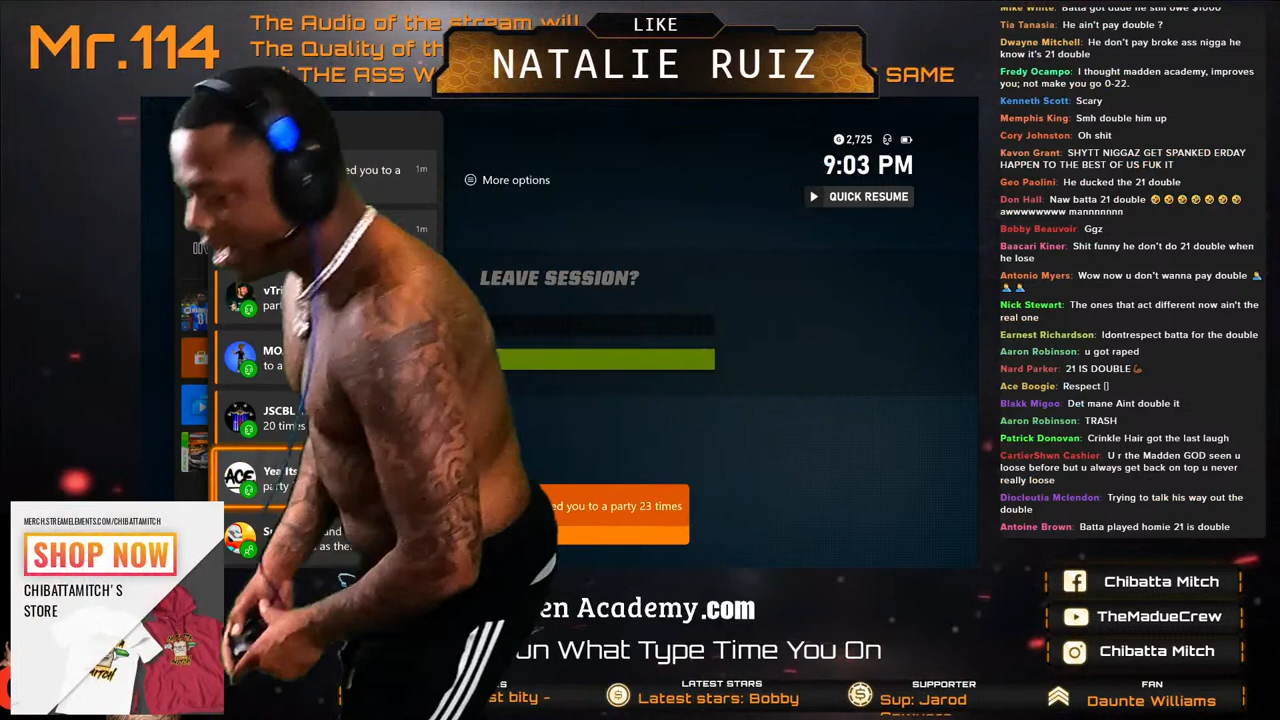 Mr.114
The Audio of the stream will
The Quality of th
THE ASS W
SAME
LIKE
NATALIE RUIZ
ed you to a
1m
1m
More options
2,725
9:03 PM
QUICK RESUME
LEAVE SESSION?
vTri
part
MO
to a
JSCBL
20 times
ACE
Yea Its
party
ed you to a party 23 times
and
as the
MERCH.STREAMELEMENTS.COM/CHIBATTAMITCH
SHOP NOW
CHIBATTAMITCH'S
STORE
en Academy.com
un What Type Time You On
st bity -
LATEST STARS
Latest stars: Bobby
SUPPORTER
Sup: Jarod
FAN
Daunte Williams
Mike White: Batta got dude he still owe $1000
Tia Tanasia: He ain't pay double ?
Dwayne Mitchell: He don't pay broke ass nigga he
know it's 21 double
Fredy Ocampo: I thought madden academy, improves
you; not make you go 0-22.
Kenneth Scott: Scary
Memphis King: Smh double him up
Cory Johnston: Oh shit
Kavon Grant: SHYTT NIGGAZ GET SPANKED ERDAY
HAPPEN TO THE BEST OF US FUK IT
Geo Paolini: He ducked the 21 double
Don Hall: Naw batta 21 double 🤣🤣🤣🤣🤣🤣🤣
awwwwwww mannnnnnn
Bobby Beauvoir: Ggz
Baacari Kiner: Shit funny he don't do 21 double when
he lose
Antonio Myers: Wow now u don't wanna pay double
Nick Stewart: The ones that act different now ain't the
real one
Earnest Richardson: Idontrespect batta for the double
Aaron Robinson: u got raped
Nard Parker: 21 IS DOUBLE💪🏾
Ace Boogie: Respect []
Blakk Migoo: Det mane Aint double it
Aaron Robinson: TRASH
Patrick Donovan: Crinkle Hair got the last laugh
CartierShwn Cashier: U r the Madden GOD seen u
loose before but u always get back on top u never
really loose
Diocleutia Mclendon: Trying to talk his way out the
double
Antoine Brown: Batta played homie 21 is double
Chibatta Mitch
TheMadueCrew
Chibatta Mitch